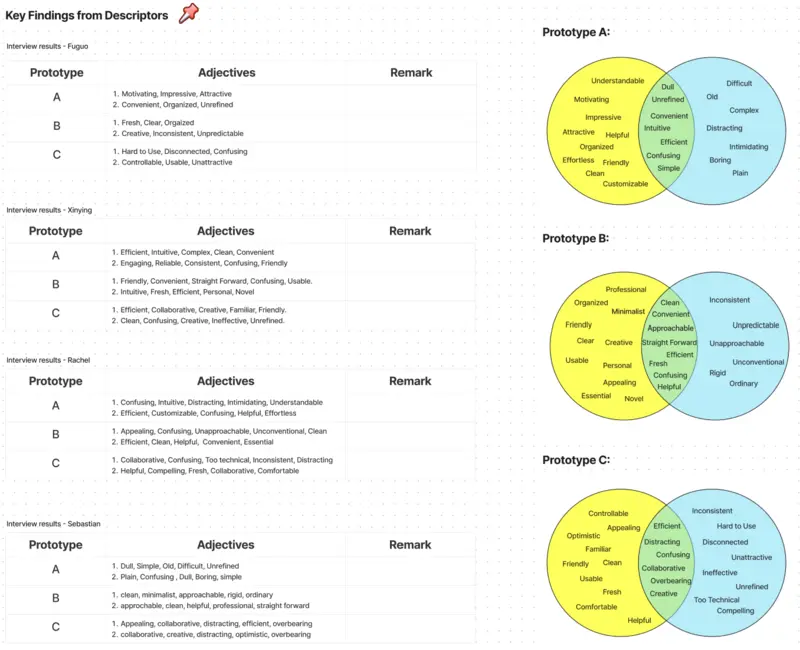 Key Findings from Descriptors
Interview results - Fuguo
Prototype Adjectives Remark
A
1. Motivating, Impressive, Attractive
2. Convenient, Organized, Unrefined
B
1. Fresh, Clear, Orgaized
2. Creative, Inconsistent, Unpredictable
C
1. Hard to Use, Disconnected, Confusing
2. Controllable, Usable, Unattractive
Interview results - Xinying
Prototype Adjectives Remark
A
1. Efficient, Intuitive, Complex, Clean, Convenient
2. Engaging, Reliable, Consistent, Confusing, Friendly
B
1. Friendly, Convenient, Straight Forward, Confusing, Usable.
2. Intuitive, Fresh, Efficient, Personal, Novel
C
1. Efficient, Collaborative, Creative, Familiar, Friendly.
2. Clean, Confusing, Creative, Ineffective, Unrefined.
Interview results - Rachel
Prototype Adjectives Remark
A
1. Confusing, Intuitive, Distracting, Intimidating, Understandable
2. Efficient, Customizable, Confusing, Helpful, Effortless
B
1. Appealing, Confusing, Unapproachable, Unconventional, Clean
2. Efficient, Clean, Helpful, Convenient, Essential
C
1. Collaborative, Confusing, Too technical, Inconsistent, Distracting
2. Helpful, Compelling, Fresh, Collaborative, Comfortable
Interview results - Sebastian
Prototype Adjectives Remark
A
1. Dull, Simple, Old, Difficult, Unrefined
2. Plain, Confusing , Dull, Boring, simple
B
1. clean, minimalist, approachable, rigid, ordinary
2. approchable, clean, helpful, professional, straight forward
C
1. Appealing, collaborative, distracting, efficient, overbearing
2. collaborative, creative, distracting, optimistic, overbearing
Prototype A:
Understandable
Motivating
Impressive
Attractive
Helpful
Organized
Effortless
Friendly
Clean
Customizable
Dull
Unrefined
Convenient
Intuitive
Efficient
Confusing
Simple
Difficult
Old
Complex
Distracting
Intimidating
Boring
Plain
Prototype B:
Professional
Organized
Minimalist
Friendly
Clear
Creative
Usable
Personal
Appealing
Essential
Novel
Clean
Convenient
Approachable
Straight Forward
Efficient
Fresh
Confusing
Helpful
Inconsistent
Unpredictable
Unapproachable
Unconventional
Rigid
Ordinary
Prototype C:
Controllable
Appealing
Optimistic
Familiar
Friendly
Clean
Usable
Fresh
Comfortable
Helpful
Efficient
Distracting
Confusing
Collaborative
Overbearing
Creative
Inconsistent
Hard to Use
Disconnected
Unattractive
Ineffective
Unrefined
Too Technical
Compelling